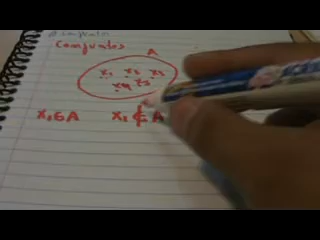 Conjuntos
A
x₁ x₂ x₃
x₄ x₅
x₁∈A x₁∉A